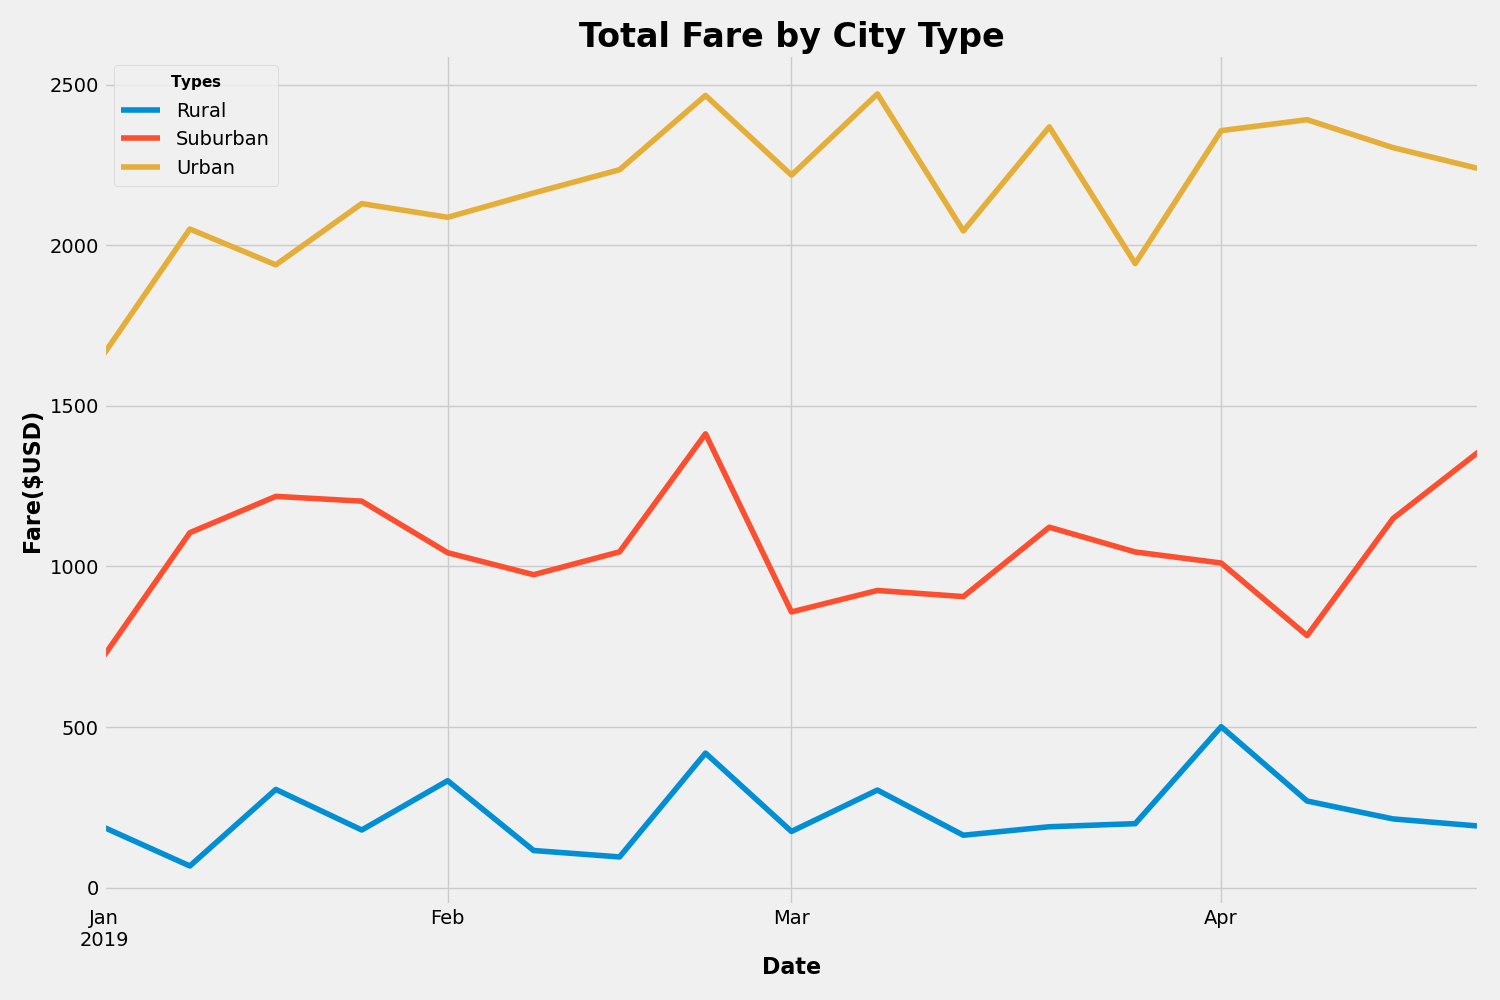 Total Fare by City Type
Types
Rural
Suburban
Urban
Fare($USD)
2500
2000
1500
1000
500
0
Jan
2019
Feb
Mar
Apr
Date